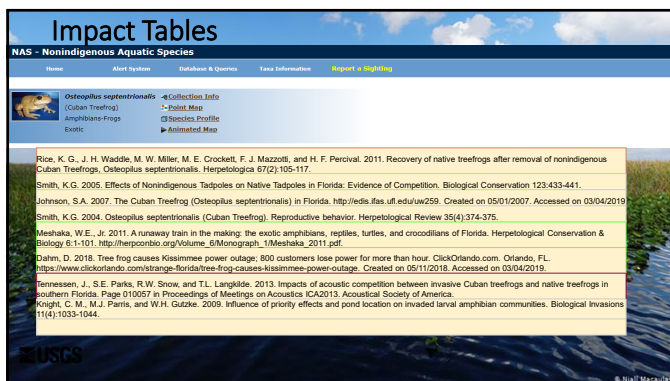 Impact Tables
NAS - Nonindigenous Aquatic Species
Home Alert System Database & Queries Taxa Information Report a Sighting
Osteopilus septentrionalis Collection Info
(Cuban Treefrog) Point Map
Amphibians-Frogs Species Profile
Exotic Animated Map
Rice, K. G., J. H. Waddle, M. W. Miller, M. E. Crockett, F. J. Mazzotti, and H. F. Percival. 2011. Recovery of native treefrogs after removal of nonindigenous
Cuban Treefrogs, Osteopilus septentrionalis. Herpetologica 67(2):105-117.
Smith, K.G. 2005. Effects of Nonindigenous Tadpoles on Native Tadpoles in Florida: Evidence of Competition. Biological Conservation 123:433-441.
Johnson, S.A. 2007. The Cuban Treefrog (Osteopilus septentrionalis) in Florida. http://edis.ifas.ufl.edu/uw259. Created on 05/01/2007. Accessed on 03/04/2019
Smith, K.G. 2004. Osteopilus septentrionalis (Cuban Treefrog). Reproductive behavior. Herpetological Review 35(4):374-375.
Meshaka, W.E., Jr. 2011. A runaway train in the making: the exotic amphibians, reptiles, turtles, and crocodilians of Florida. Herpetological Conservation &
Biology 6:1-101. http://herpconbio.org/Volume_6/Monograph_1/Meshaka_2011.pdf.
Dahm, D. 2018. Tree frog causes Kissimmee power outage; 800 customers lose power for more than hour. ClickOrlando.com. Orlando, FL.
https://www.clickorlando.com/strange-florida/tree-frog-causes-kissimmee-power-outage. Created on 05/11/2018. Accessed on 03/04/2019.
Tennessen, J., S.E. Parks, R.W. Snow, and T.L. Langkilde. 2013. Impacts of acoustic competition between invasive Cuban treefrogs and native treefrogs in
southern Florida. Page 010057 in Proceedings of Meetings on Acoustics ICA2013. Acoustical Society of America.
Knight, C. M., M.J. Parris, and W.H. Gutzke. 2009. Influence of priority effects and pond location on invaded larval amphibian communities. Biological Invasions
11(4):1033-1044.
USGS
© Niall